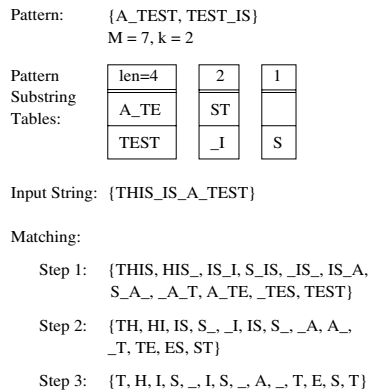 Pattern: {A_TEST, TEST_IS}
M = 7, k = 2
Pattern Substring Tables:
len=4 2 1
A_TE ST
TEST _I S
Input String: {THIS_IS_A_TEST}
Matching:
Step 1: {THIS, HIS_, IS_I, S_IS, _IS_, IS_A,
S_A_, _A_T, A_TE, _TES, TEST}
Step 2: {TH, HI, IS, S_, _I, IS, S_, _A, A_,
_T, TE, ES, ST}
Step 3: {T, H, I, S, _, I, S, _, A, _, T, E, S, T}